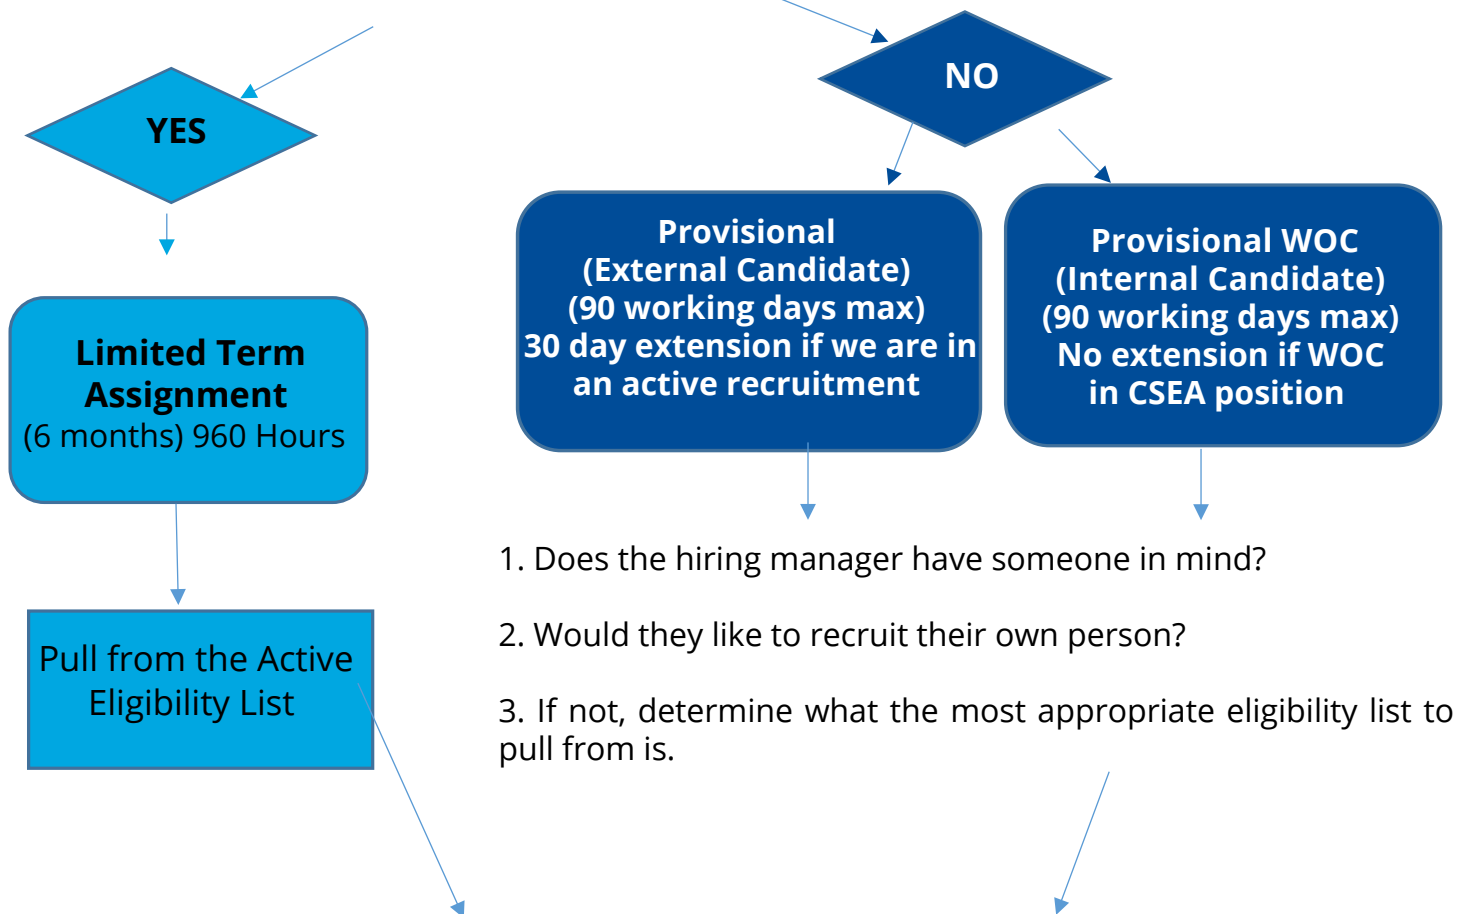 YES
NO
Provisional
(External Candidate)
(90 working days max)
30 day extension if we are in
an active recruitment
Provisional WOC
(Internal Candidate)
(90 working days max)
No extension if WOC
in CSEA position
Limited Term
Assignment
(6 months) 960 Hours
1. Does the hiring manager have someone in mind?
2. Would they like to recruit their own person?
3. If not, determine what the most appropriate eligibility list to
pull from is.
Pull from the Active
Eligibility List